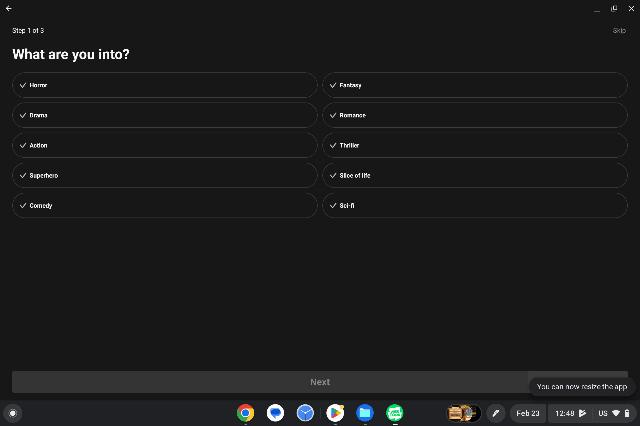 Step 1 of 3
Skip
What are you into?
Horror
Fantasy
Drama
Romance
Action
Thriller
Superhero
Slice of life
Comedy
Sci-fi
Next
You can now resize the app
Feb 23
12:48
US